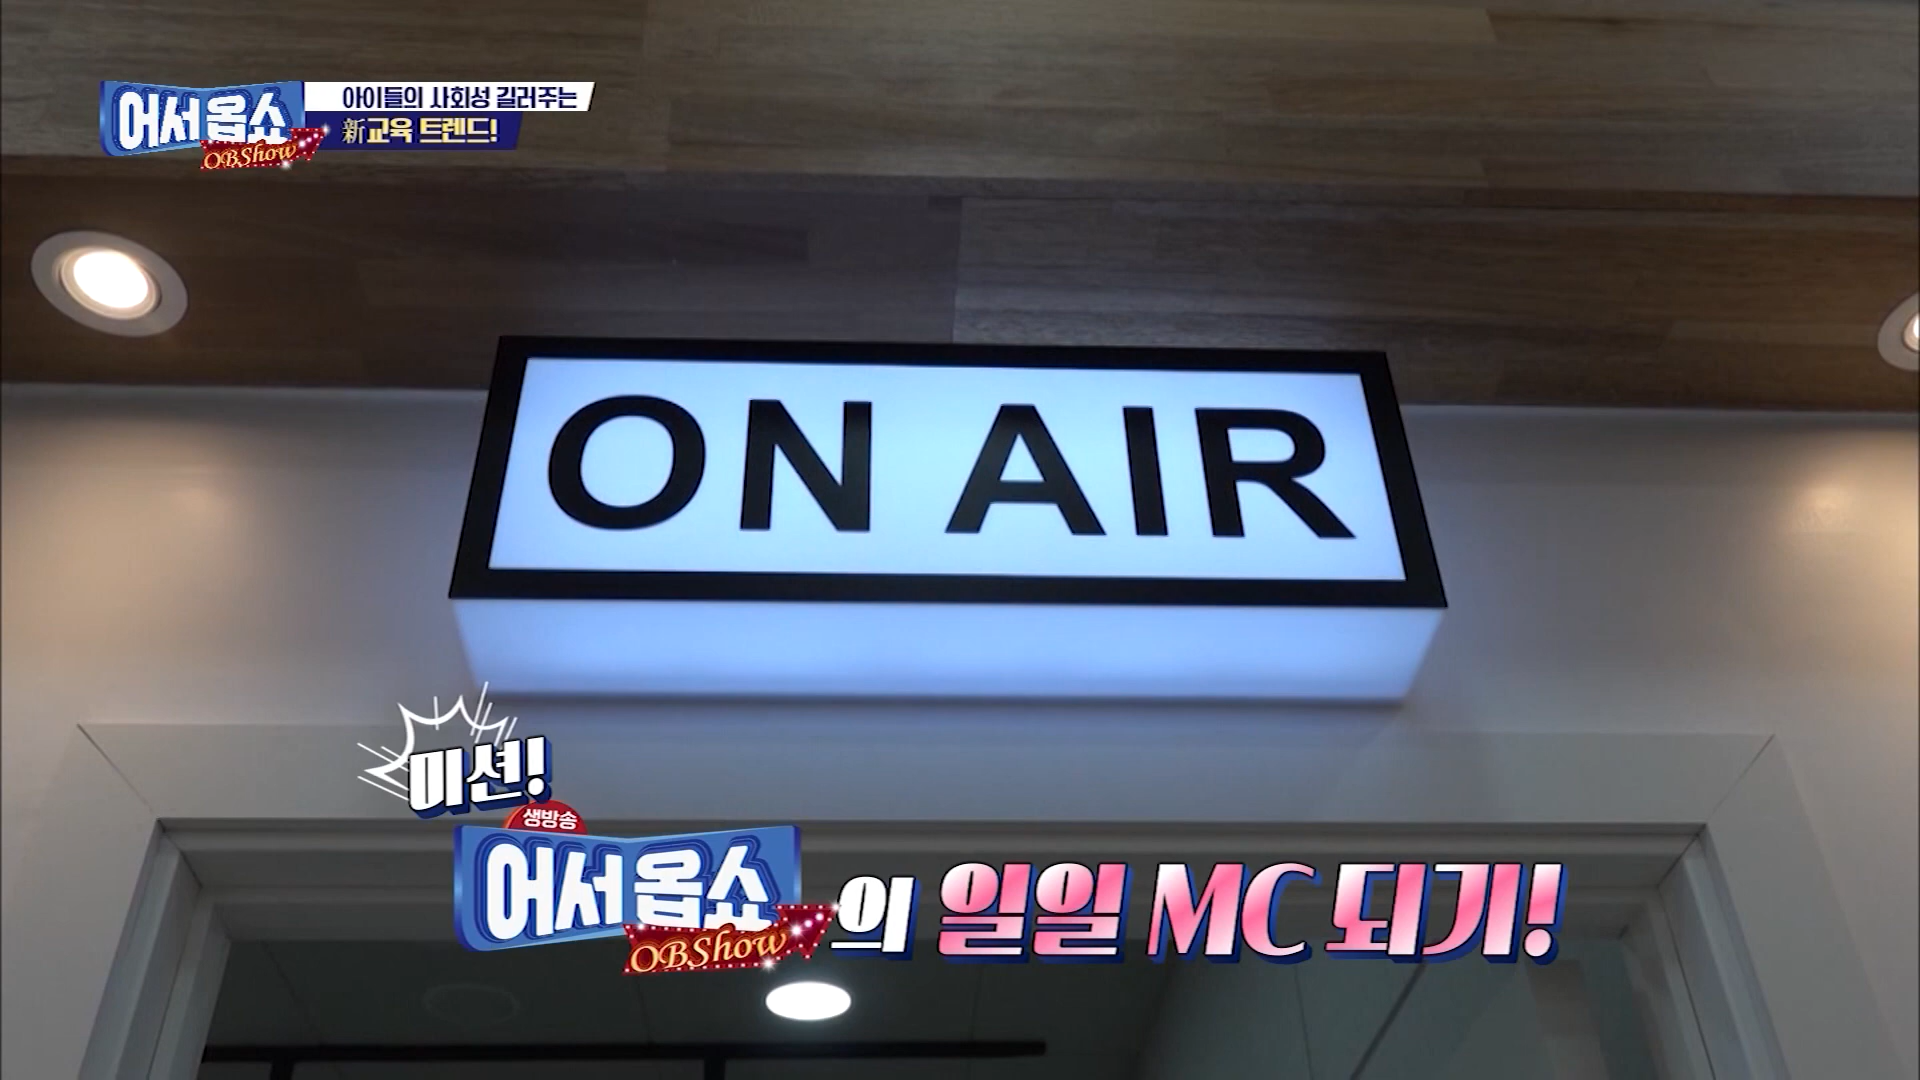 어서옵쇼 아이들의 사회성 길러주는
OBShow 新교육 트렌드!
ON AIR
미션!
생방송
어서옵쇼의 일일 MC 되기!
OBShow